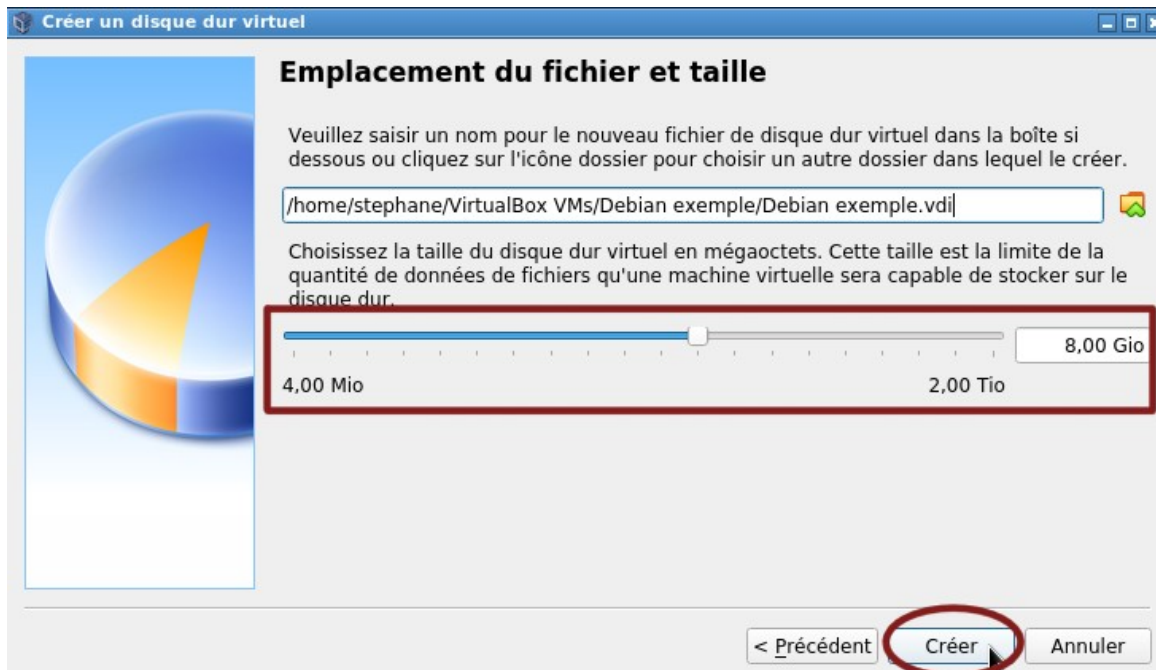 Créer un disque dur virtuel
Emplacement du fichier et taille
Veuillez saisir un nom pour le nouveau fichier de disque dur virtuel dans la boîte si
dessous ou cliquez sur l'icône dossier pour choisir un autre dossier dans lequel le créer.
/home/stephane/VirtualBox VMs/Debian exemple/Debian exemple.vdi
Choisissez la taille du disque dur virtuel en mégaoctets. Cette taille est la limite de la
quantité de données de fichiers qu'une machine virtuelle sera capable de stocker sur le
disque dur.
8,00 Gio
4,00 Mio 2,00 Tio
< Précédent Créer Annuler